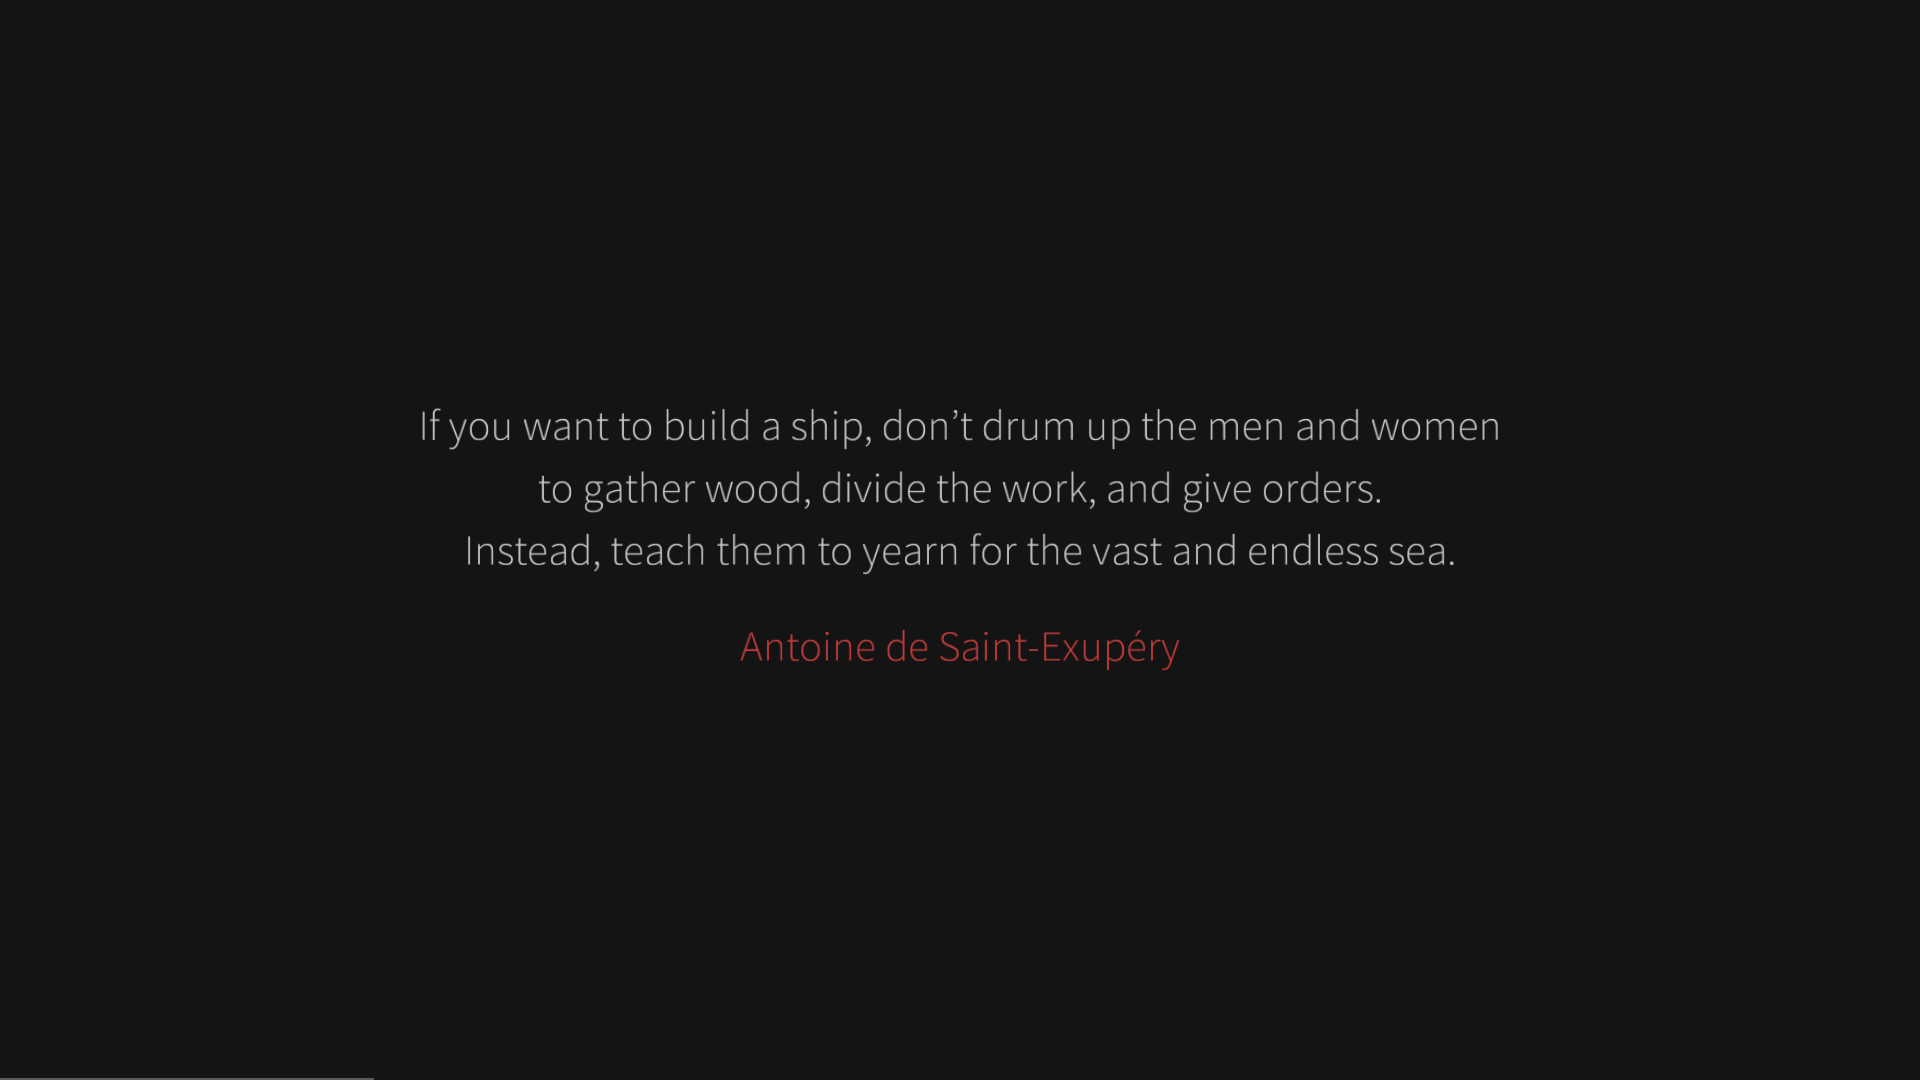 If you want to build a ship, don’t drum up the men and women
to gather wood, divide the work, and give orders.
Instead, teach them to yearn for the vast and endless sea.
Antoine de Saint-Exupéry